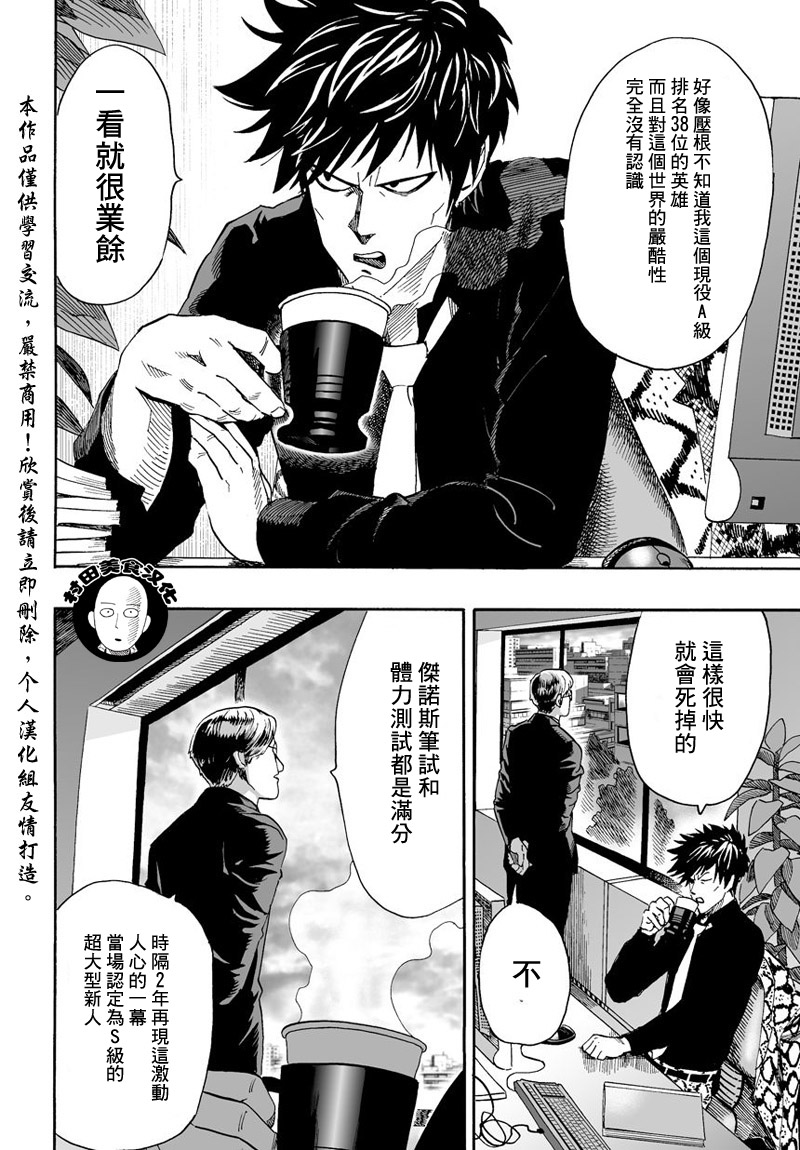 好像壓根不知道我這個現役A級
排名38位的英雄
而且對這個世界的嚴酷性
完全沒有認識
一看就很業餘
這樣很快
就會死掉的
不
傑諾斯筆試和
體力測試都是滿分
時隔2年再現這激動
人心的一幕
當場認定為S級的
超大型新人
村田美食汉化
本作品僅供學習交流，嚴禁商用！欣賞後請立即刪除，个人漢化組友情打造。